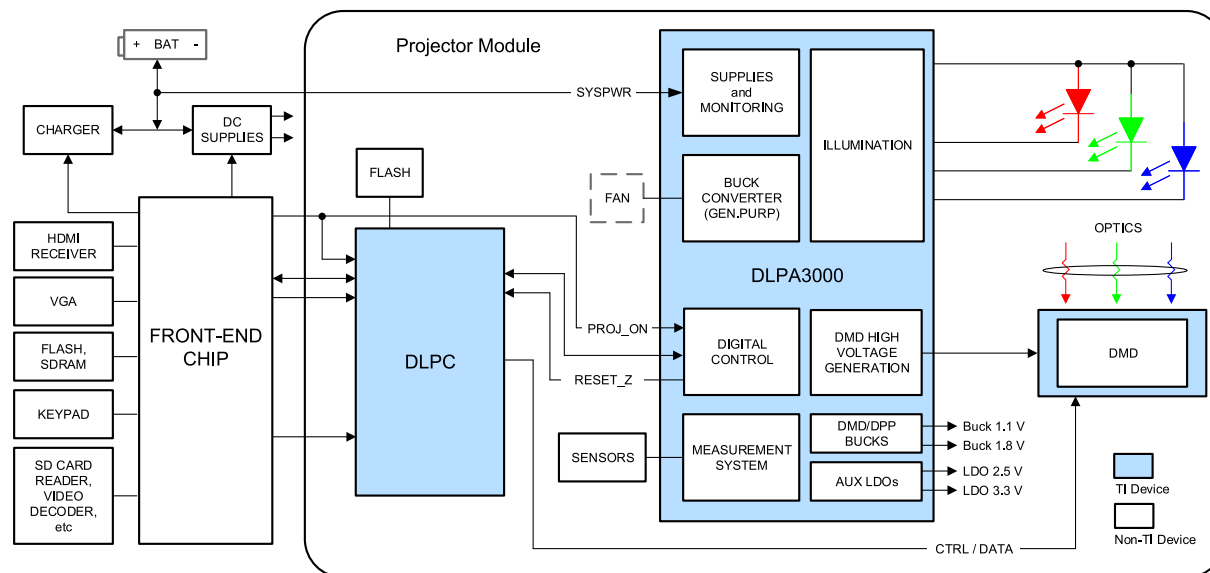 + BAT -
Projector Module
SYSPWR
CHARGER
DC
SUPPLIES
SUPPLIES
and
MONITORING
ILLUMINATION
FLASH
FAN
BUCK
CONVERTER
(GEN.PURP)
HDMI
RECEIVER
VGA
FLASH,
SDRAM
KEYPAD
SD CARD
READER,
VIDEO
DECODER,
etc
FRONT-END
CHIP
DLPC
DLPA3000
OPTICS
PROJ_ON
RESET_Z
DIGITAL
CONTROL
DMD HIGH
VOLTAGE
GENERATION
DMD
SENSORS
MEASUREMENT
SYSTEM
DMD/DPP
BUCKS
AUX LDOs
Buck 1.1 V
Buck 1.8 V
LDO 2.5 V
LDO 3.3 V
CTRL / DATA
TI Device
Non-TI Device